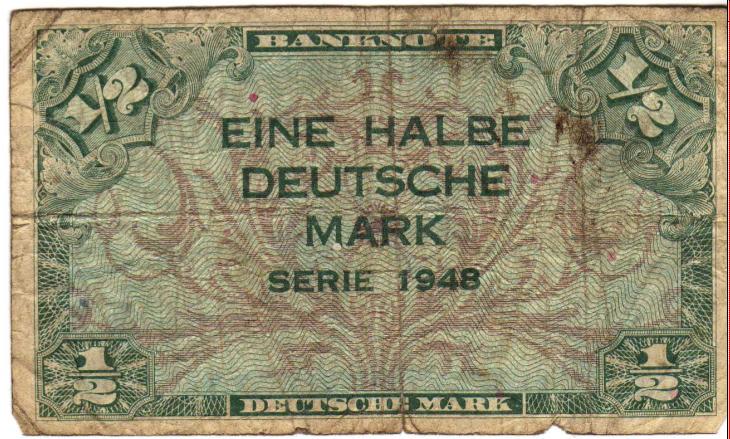 BANKNOTE
1/2
1/2
EINE HALBE
DEUTSCHE
MARK
SERIE 1948
1/2
1/2
DEUTSCHE MARK